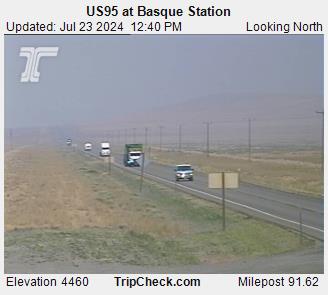 US95 at Basque Station
Updated: Jul 23 2024 12:40 PM Looking North
Elevation 4460 TripCheck.com Milepost 91.62